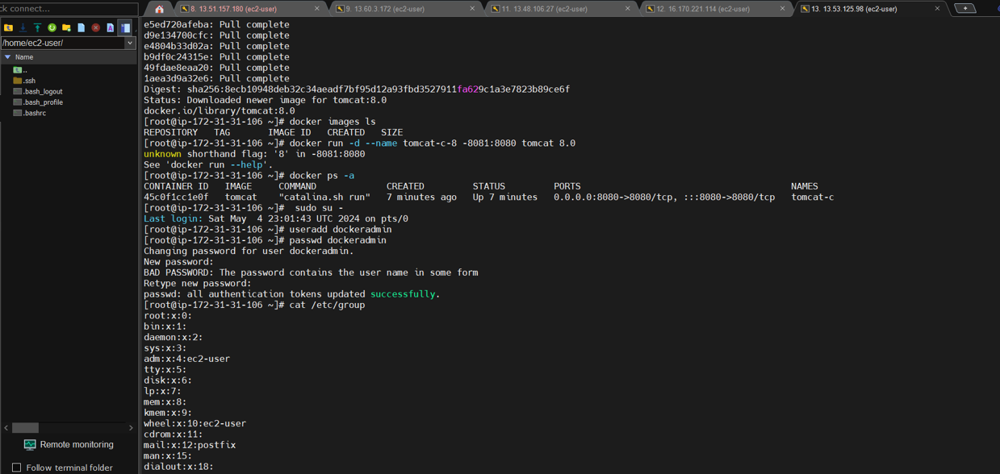 ck connect...
8. 13.51.157.180 (ec2-user)
9. 13.60.3.172 (ec2-user)
11. 13.48.106.27 (ec2-user)
12. 16.170.221.114 (ec2-user)
13. 13.53.125.98 (ec2-user)
/home/ec2-user/
Name
..
.ssh
.bash_logout
.bash_profile
.bashrc
Remote monitoring
Follow terminal folder
e5ed720afeba: Pull complete
d9e134700cfc: Pull complete
e4804b33d02a: Pull complete
b9df0c24315e: Pull complete
49fdae8eaa20: Pull complete
1aea3d9a32e6: Pull complete
Digest: sha256:8ecb10948deb32c34aeadf7bf95d12a93fbd3527911fa629c1a3e7823b89ce6f
Status: Downloaded newer image for tomcat:8.0
docker.io/library/tomcat:8.0
[root@ip-172-31-31-106 ~]# docker images ls
REPOSITORY   TAG       IMAGE ID   CREATED   SIZE
[root@ip-172-31-31-106 ~]# docker run -d --name tomcat-c-8 -8081:8080 tomcat 8.0
unknown shorthand flag: '8' in -8081:8080
See 'docker run --help'.
[root@ip-172-31-31-106 ~]# docker ps -a
CONTAINER ID   IMAGE     COMMAND             CREATED         STATUS         PORTS                                       NAMES
45c0f1cc1e0f   tomcat    "catalina.sh run"   7 minutes ago   Up 7 minutes   0.0.0.0:8080->8080/tcp, :::8080->8080/tcp   tomcat-c
[root@ip-172-31-31-106 ~]#  sudo su -
Last login: Sat May  4 23:01:43 UTC 2024 on pts/0
[root@ip-172-31-31-106 ~]# useradd dockeradmin
[root@ip-172-31-31-106 ~]# passwd dockeradmin
Changing password for user dockeradmin.
New password:
BAD PASSWORD: The password contains the user name in some form
Retype new password:
passwd: all authentication tokens updated successfully.
[root@ip-172-31-31-106 ~]# cat /etc/group
root:x:0:
bin:x:1:
daemon:x:2:
sys:x:3:
adm:x:4:ec2-user
tty:x:5:
disk:x:6:
lp:x:7:
mem:x:8:
kmem:x:9:
wheel:x:10:ec2-user
cdrom:x:11:
mail:x:12:postfix
man:x:15:
dialout:x:18: